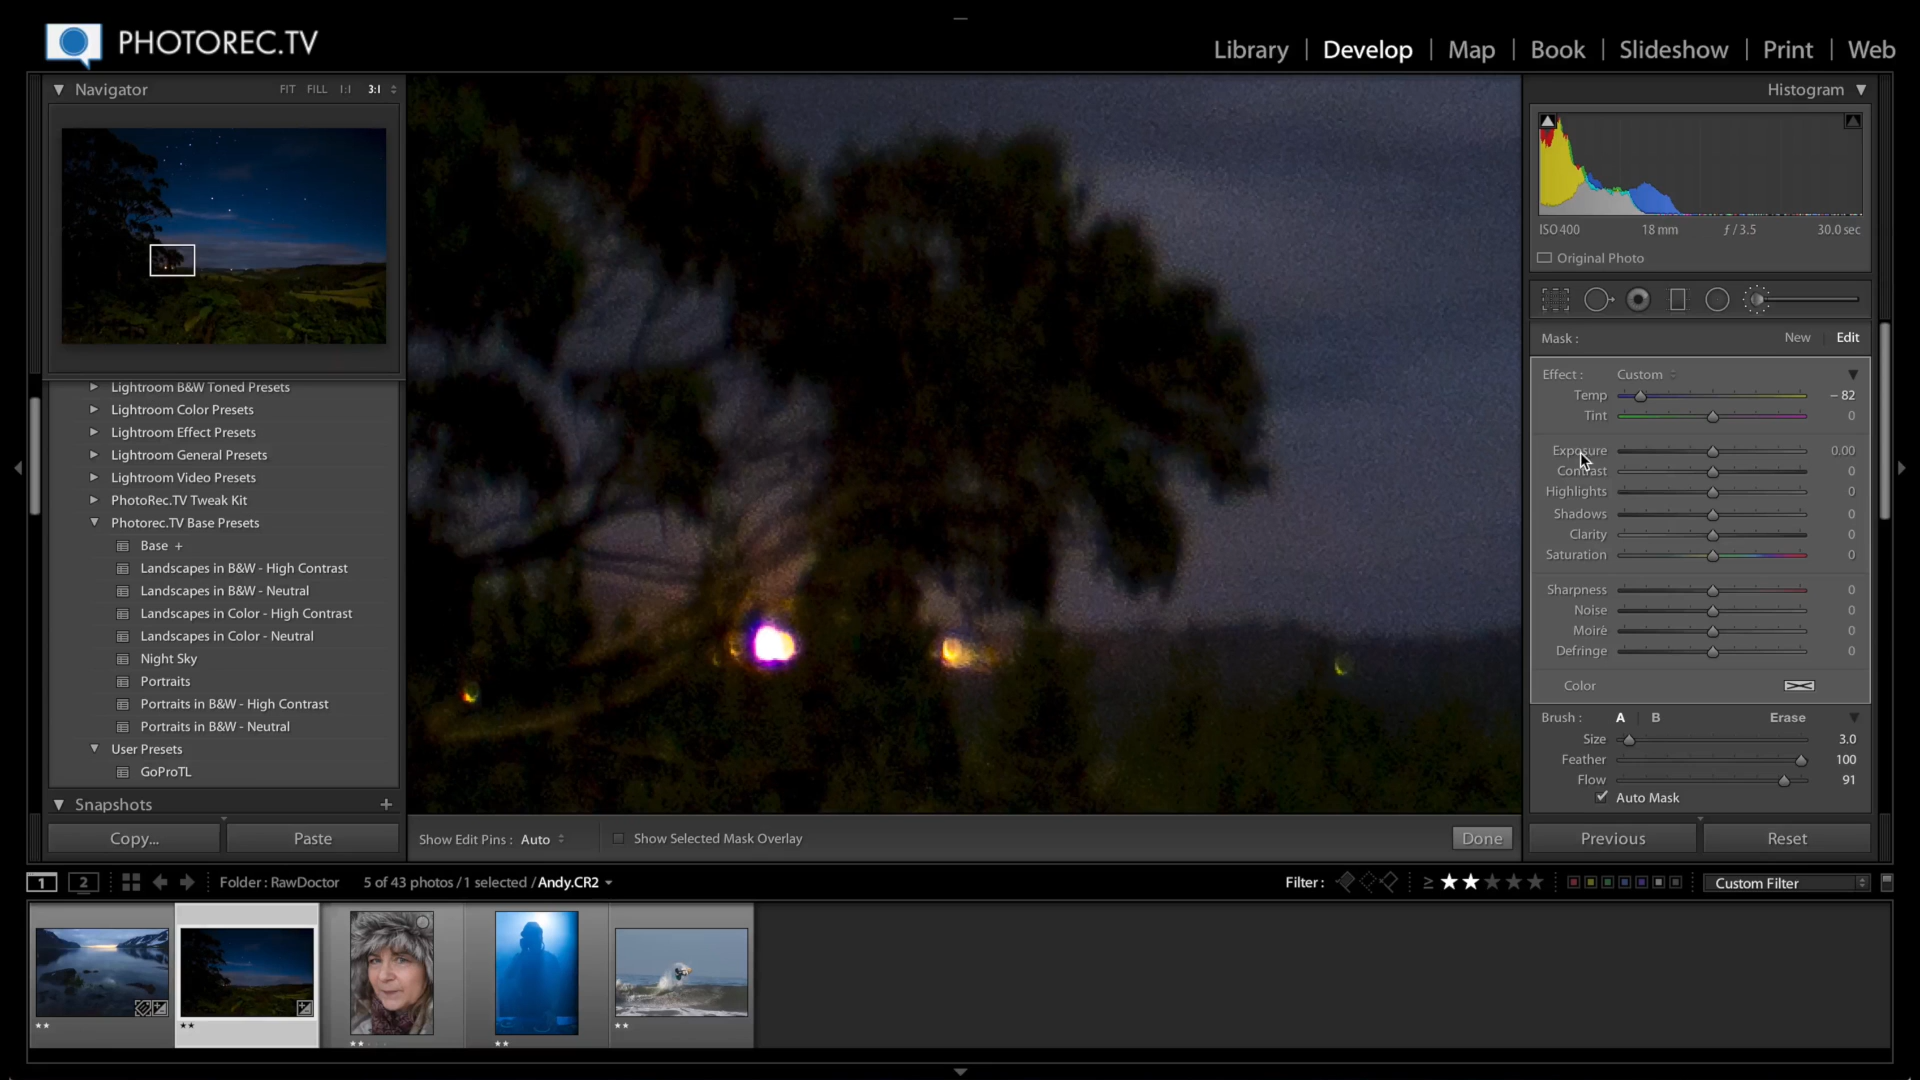 PHOTOREC.TV
Library | Develop | Map | Book | Slideshow | Print | Web
Navigator FIT FILL 1:1 3:1
Lightroom B&W Toned Presets
Lightroom Color Presets
Lightroom Effect Presets
Lightroom General Presets
Lightroom Video Presets
PhotoRec.TV Tweak Kit
Photorec.TV Base Presets
Base +
Landscapes in B&W - High Contrast
Landscapes in B&W - Neutral
Landscapes in Color - High Contrast
Landscapes in Color - Neutral
Night Sky
Portraits
Portraits in B&W - High Contrast
Portraits in B&W - Neutral
User Presets
GoProTL
Snapshots +
Copy... Paste
Show Edit Pins : Auto Show Selected Mask Overlay Done
Histogram
ISO 400 18 mm ƒ / 3.5 30.0 sec
Original Photo
Mask : New Edit
Effect : Custom
Temp – 82
Tint 0
Exposure 0.00
Contrast 0
Highlights 0
Shadows 0
Clarity 0
Saturation 0
Sharpness 0
Noise 0
Moiré 0
Defringe 0
Color
Brush : A | B Erase
Size 3.0
Feather 100
Flow 91
Auto Mask
Previous Reset
1 2 Folder : RawDoctor 5 of 43 photos / 1 selected / Andy.CR2 Filter : ≥ ★★★★★ Custom Filter